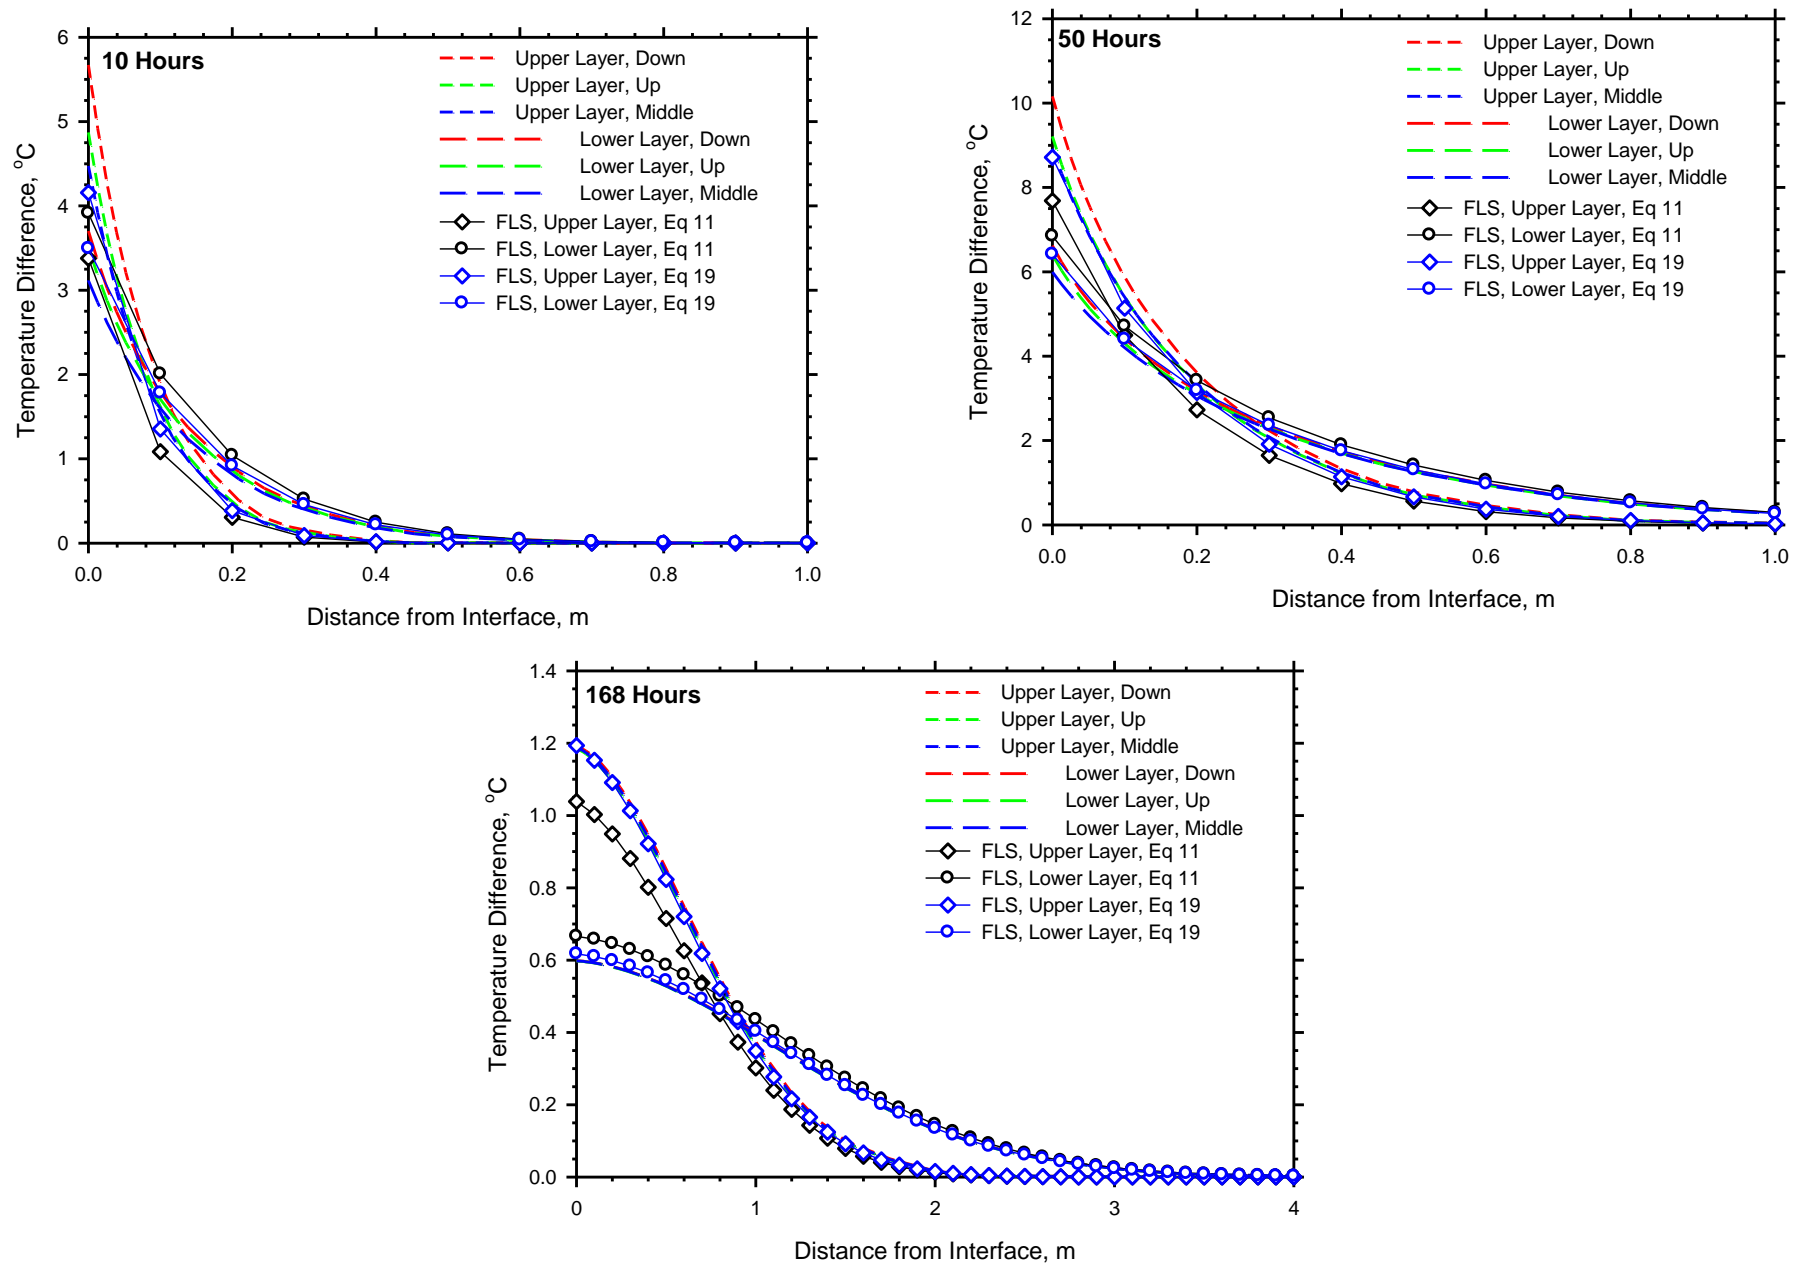 10 Hours
Upper Layer, Down
Upper Layer, Up
Upper Layer, Middle
Lower Layer, Down
Lower Layer, Up
Lower Layer, Middle
FLS, Upper Layer, Eq 11
FLS, Lower Layer, Eq 11
FLS, Upper Layer, Eq 19
FLS, Lower Layer, Eq 19
Temperature Difference, °C
6
5
4
3
2
1
0
0.0 0.2 0.4 0.6 0.8 1.0
Distance from Interface, m
50 Hours
Upper Layer, Down
Upper Layer, Up
Upper Layer, Middle
Lower Layer, Down
Lower Layer, Up
Lower Layer, Middle
FLS, Upper Layer, Eq 11
FLS, Lower Layer, Eq 11
FLS, Upper Layer, Eq 19
FLS, Lower Layer, Eq 19
Temperature Difference, °C
12
10
8
6
4
2
0
0.0 0.2 0.4 0.6 0.8 1.0
Distance from Interface, m
168 Hours
Upper Layer, Down
Upper Layer, Up
Upper Layer, Middle
Lower Layer, Down
Lower Layer, Up
Lower Layer, Middle
FLS, Upper Layer, Eq 11
FLS, Lower Layer, Eq 11
FLS, Upper Layer, Eq 19
FLS, Lower Layer, Eq 19
Temperature Difference, °C
1.4
1.2
1.0
0.8
0.6
0.4
0.2
0.0
0 1 2 3 4
Distance from Interface, m